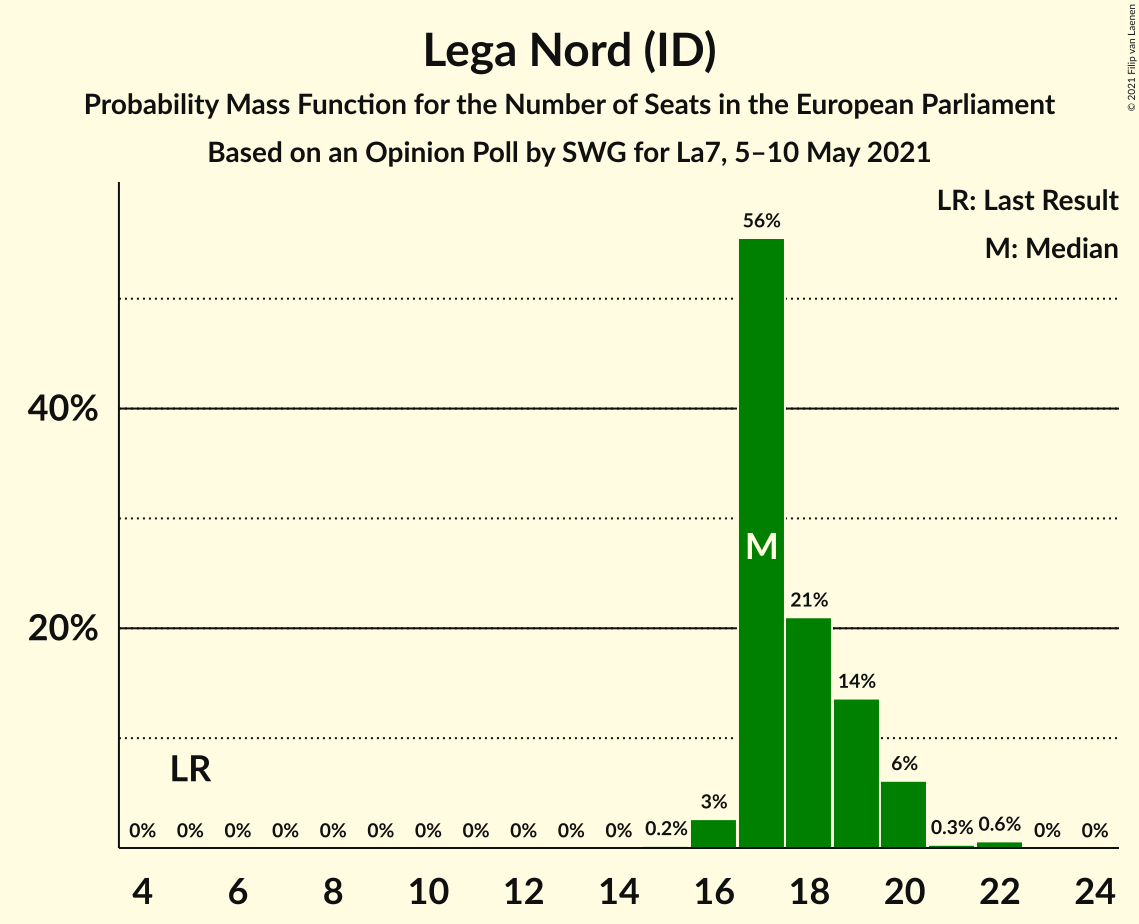 Lega Nord (ID)
Probability Mass Function for the Number of Seats in the European Parliament
Based on an Opinion Poll by SWG for La7, 5–10 May 2021
© 2021 Filip van Laenen
LR: Last Result
M: Median
56%
40%
M
21%
20%
14%
LR
6%
3%
0% 0% 0% 0% 0% 0% 0% 0% 0% 0% 0% 0.2% 0.3% 0.6% 0% 0%
4 6 8 10 12 14 16 18 20 22 24